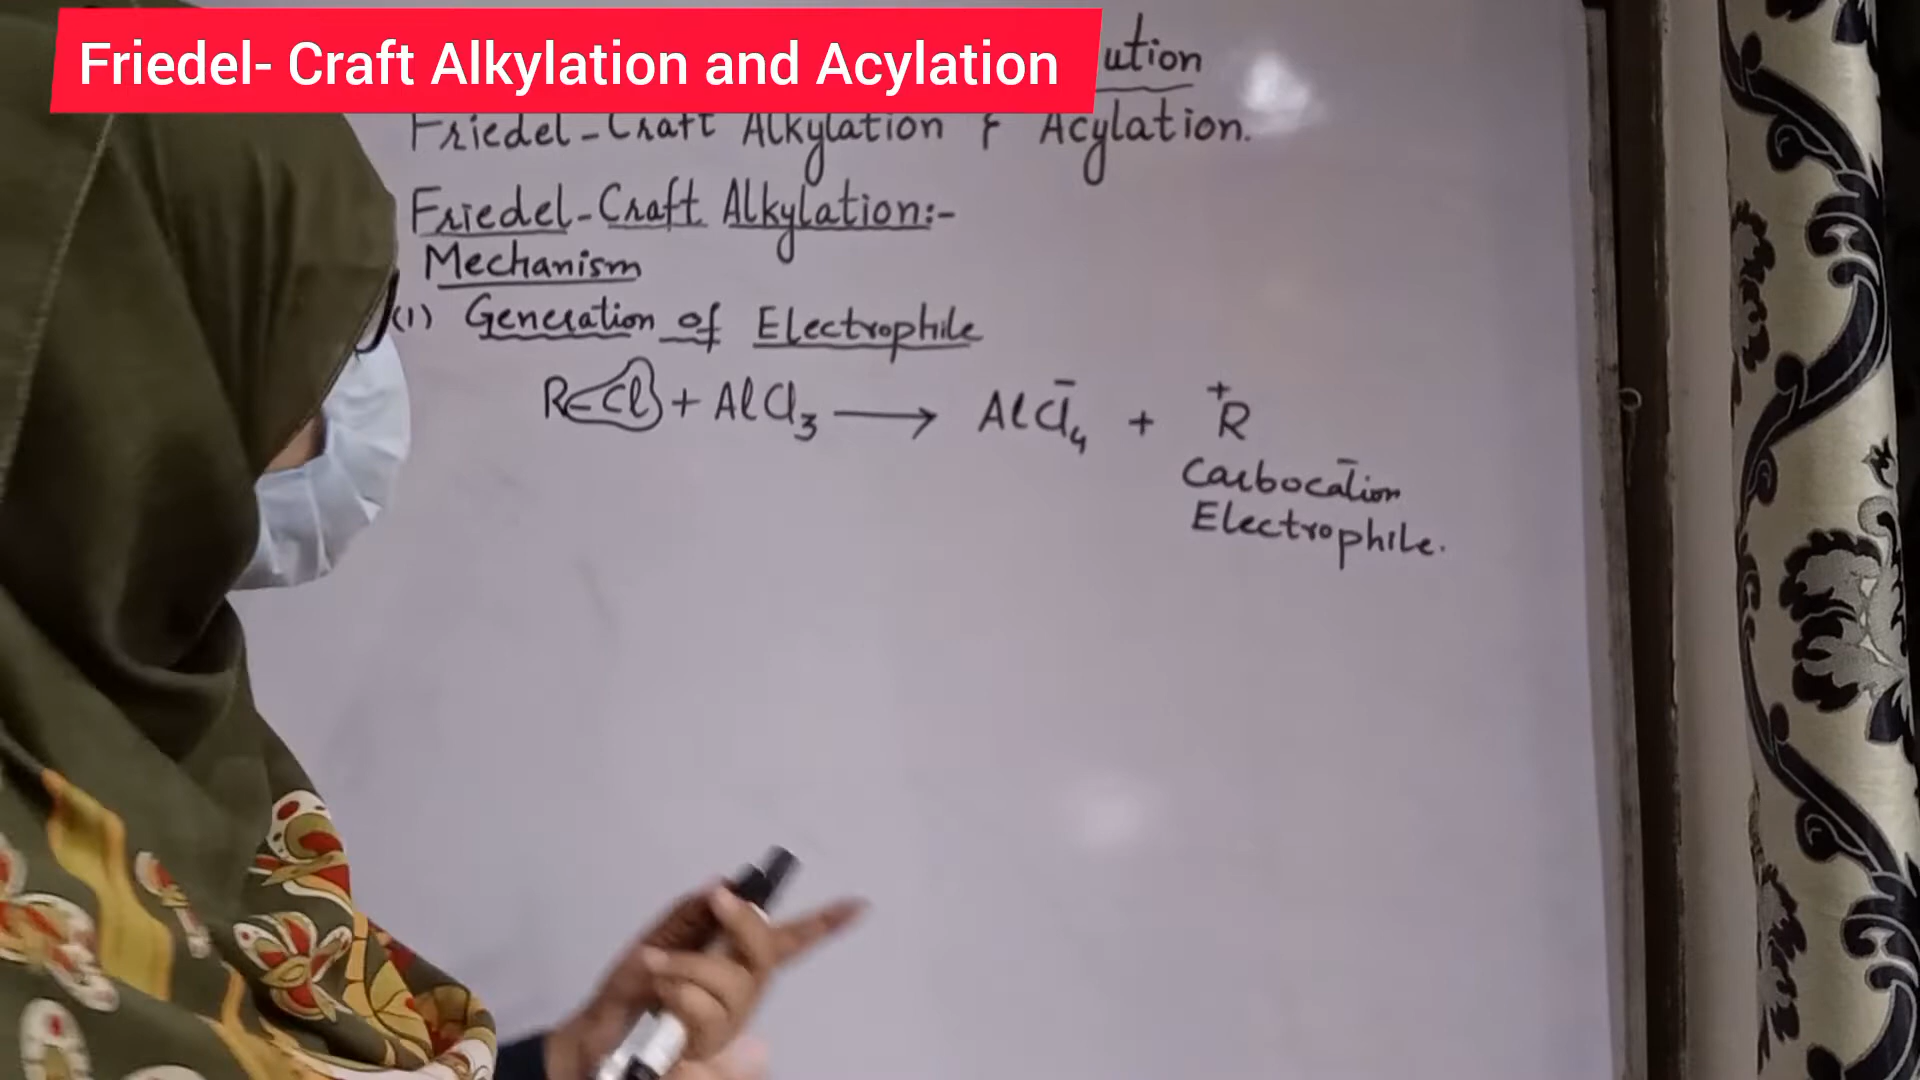 Friedel- Craft Alkylation and Acylation
ution
Friedel-Craft Alkylation & Acylation.
Friedel-Craft Alkylation:-
Mechanism
(1) Generation of Electrophile
R-Cl + AlCl₃ ⟶ AlCl₄⁻ + ⁺R
Carbocation
Electrophile.